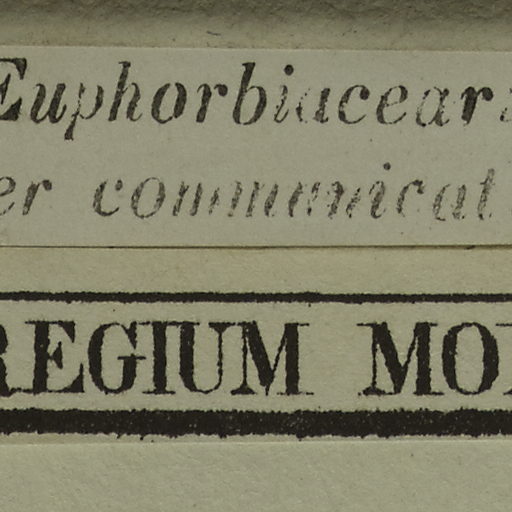 Euphorbiacear
er communicat
REGIUM MO